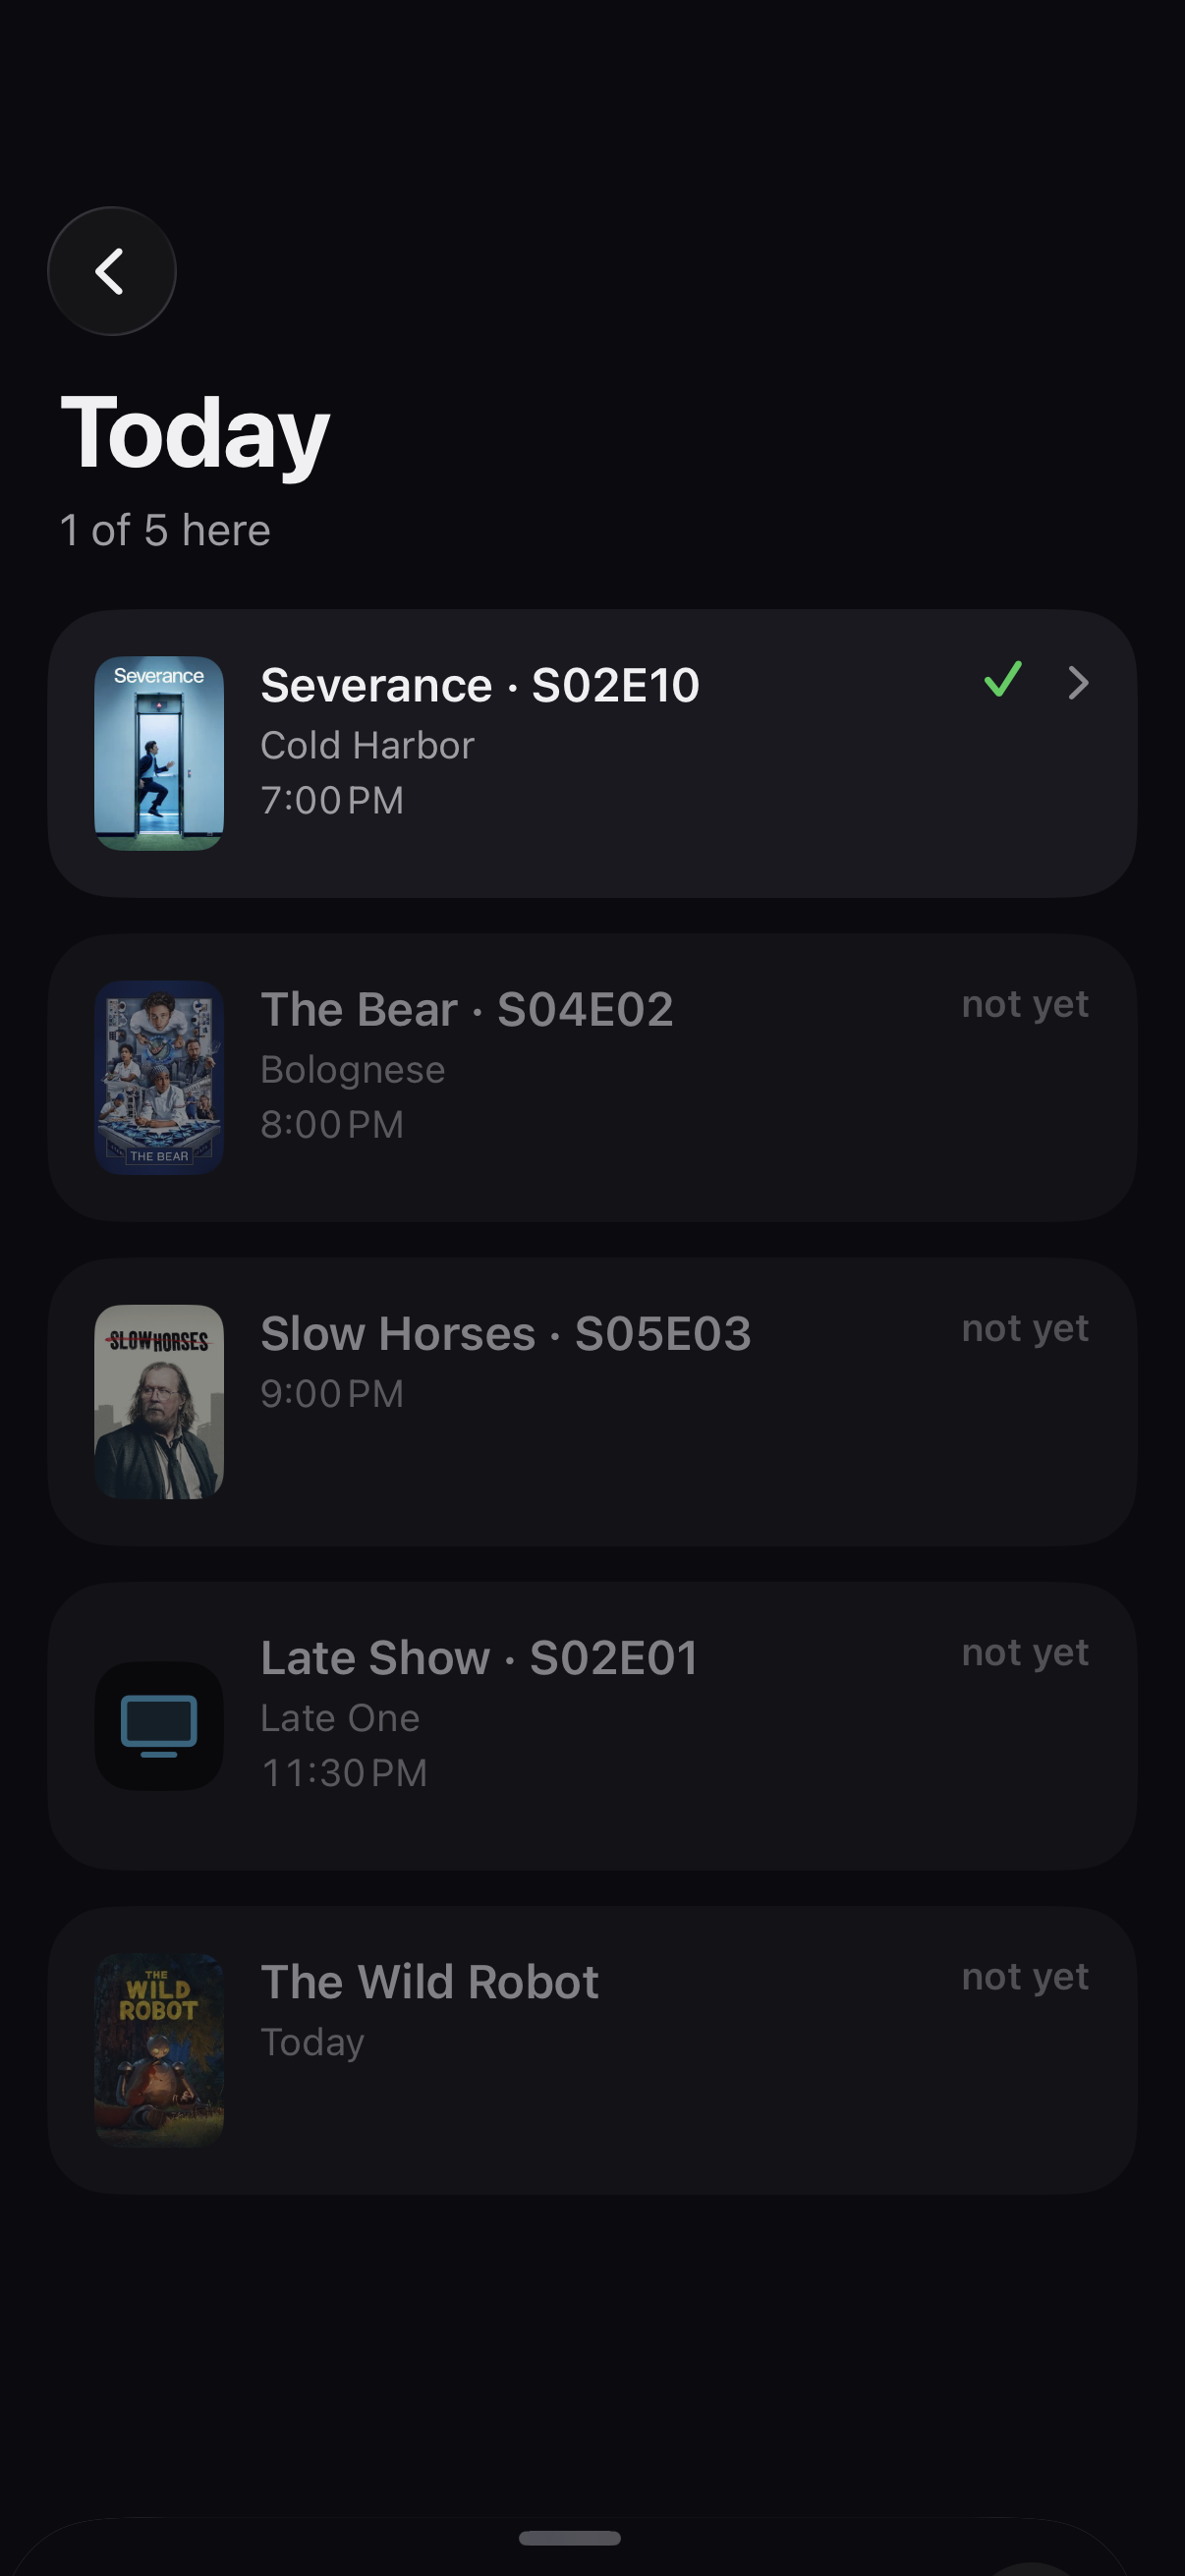 Today
1 of 5 here
Severance
Severance · S02E10
Cold Harbor
7:00 PM
THE BEAR
The Bear · S04E02
not yet
Bolognese
8:00 PM
SLOW HORSES
Slow Horses · S05E03
not yet
9:00 PM
Late Show · S02E01
not yet
Late One
11:30 PM
THE
WILD
ROBOT
The Wild Robot
not yet
Today